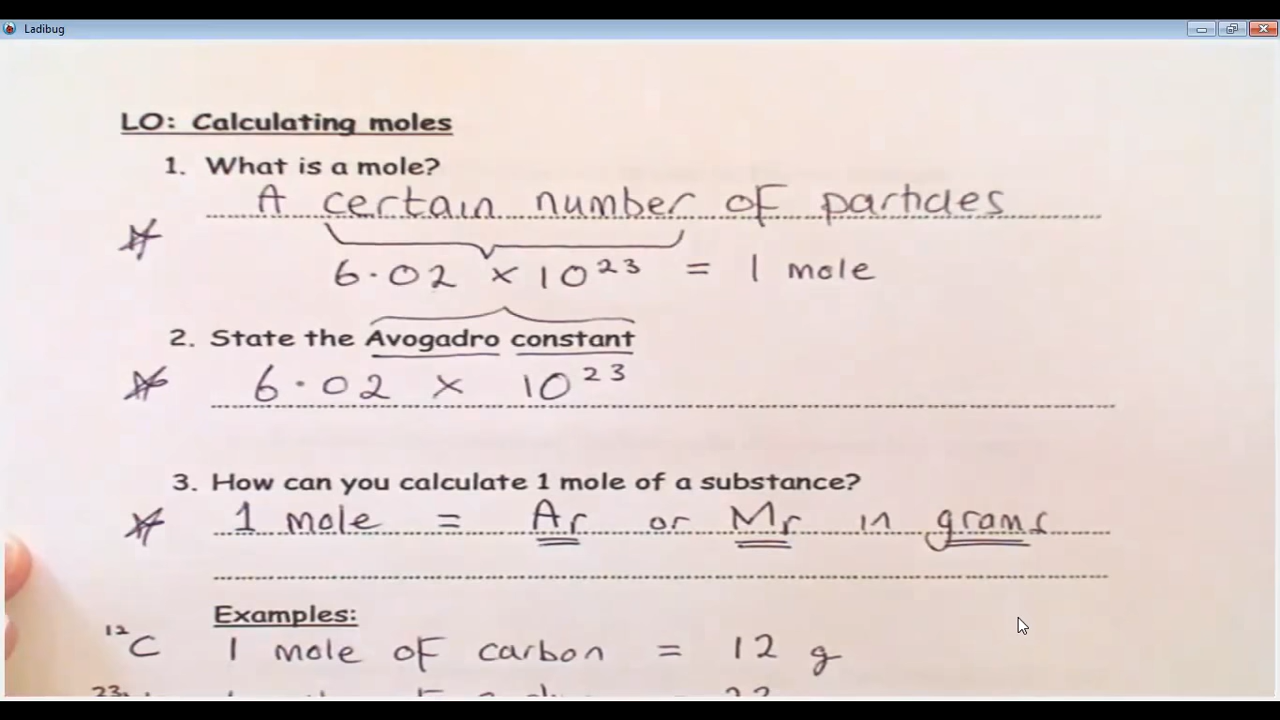 Ladibug
LO: Calculating moles
1. What is a mole?
A certain number of particles
6.02 × 10²³ = 1 mole
2. State the Avogadro constant
6.02 × 10²³
3. How can you calculate 1 mole of a substance?
1 mole = Ar or Mr in grams
Examples:
¹²C 1 mole of carbon = 12 g